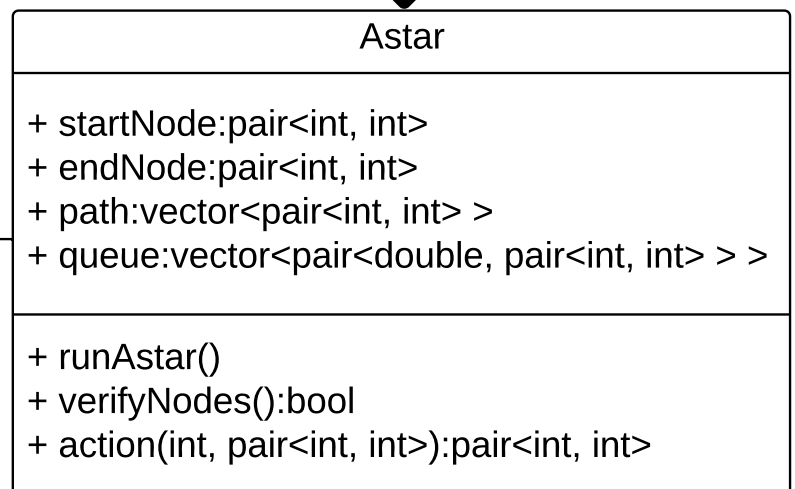 Astar
+ startNode:pair<int, int>
+ endNode:pair<int, int>
+ path:vector<pair<int, int> >
+ queue:vector<pair<double, pair<int, int> > >
+ runAstar()
+ verifyNodes():bool
+ action(int, pair<int, int>):pair<int, int>